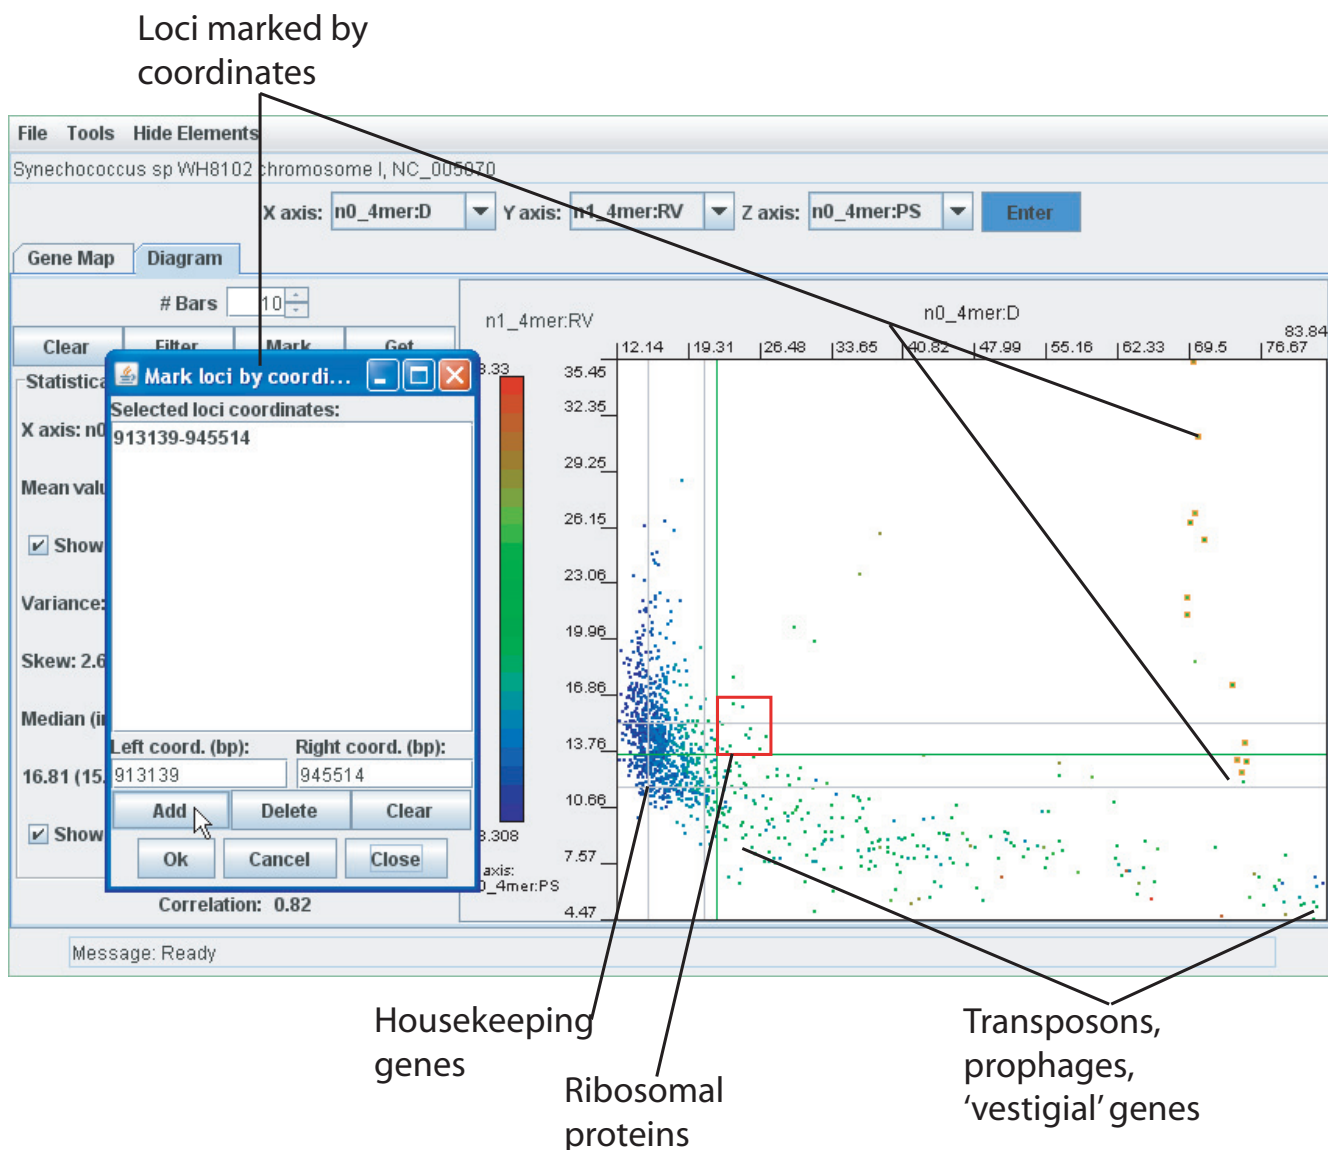 Loci marked by
coordinates
File Tools Hide Elements
Synechococcus sp WH8102 chromosome I, NC_005070
X axis: n0_4mer:D Y axis: n1_4mer:RV Z axis: n0_4mer:PS Enter
Gene Map Diagram
# Bars 10
Clear Filter Mark Get
Statistica
X axis: n0
Mean valu
Show
Variance:
Skew: 2.6
Median (in
16.81 (15.
Show
Correlation: 0.82
Mark loci by coordi...
Selected loci coordinates:
913139-945514
Left coord. (bp): Right coord. (bp):
913139 945514
Add Delete Clear
Ok Cancel Close
n1_4mer:RV
n0_4mer:D
83.84
12.14 19.31 26.48 33.65 40.82 47.99 55.16 62.33 69.5 76.67
3.33
35.45
32.35
29.25
26.15
23.06
19.96
16.86
13.76
10.66
7.57
4.47
3.308
axis:
0_4mer:PS
Message: Ready
Housekeeping
genes
Ribosomal
proteins
Transposons,
prophages,
‘vestigial’ genes